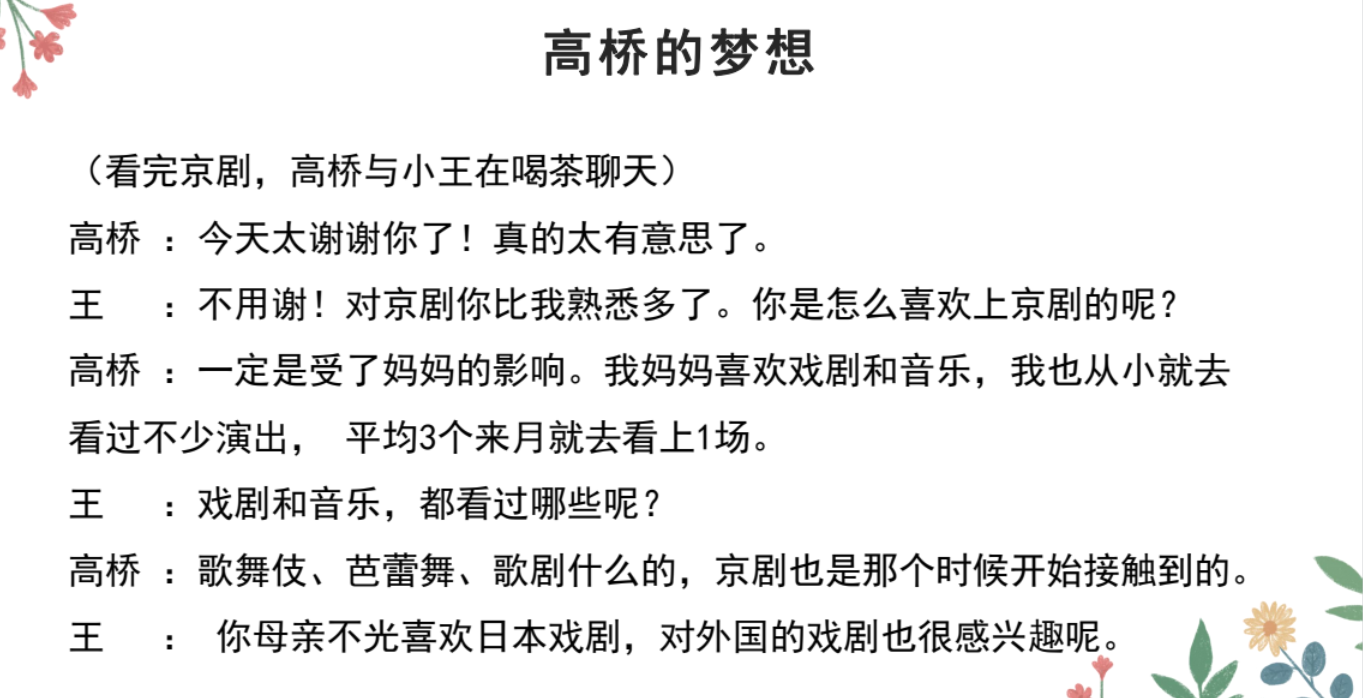 高桥的梦想
（看完京剧，高桥与小王在喝茶聊天）
高桥 ：今天太谢谢你了！真的太有意思了。
王 ：不用谢！对京剧你比我熟悉多了。你是怎么喜欢上京剧的呢？
高桥 ：一定是受了妈妈的影响。我妈妈喜欢戏剧和音乐，我也从小就去
看过不少演出， 平均3个来月就去看上1场。
王 ：戏剧和音乐，都看过哪些呢？
高桥 ：歌舞伎、芭蕾舞、歌剧什么的，京剧也是那个时候开始接触到的。
王 ： 你母亲不光喜欢日本戏剧，对外国的戏剧也很感兴趣呢。